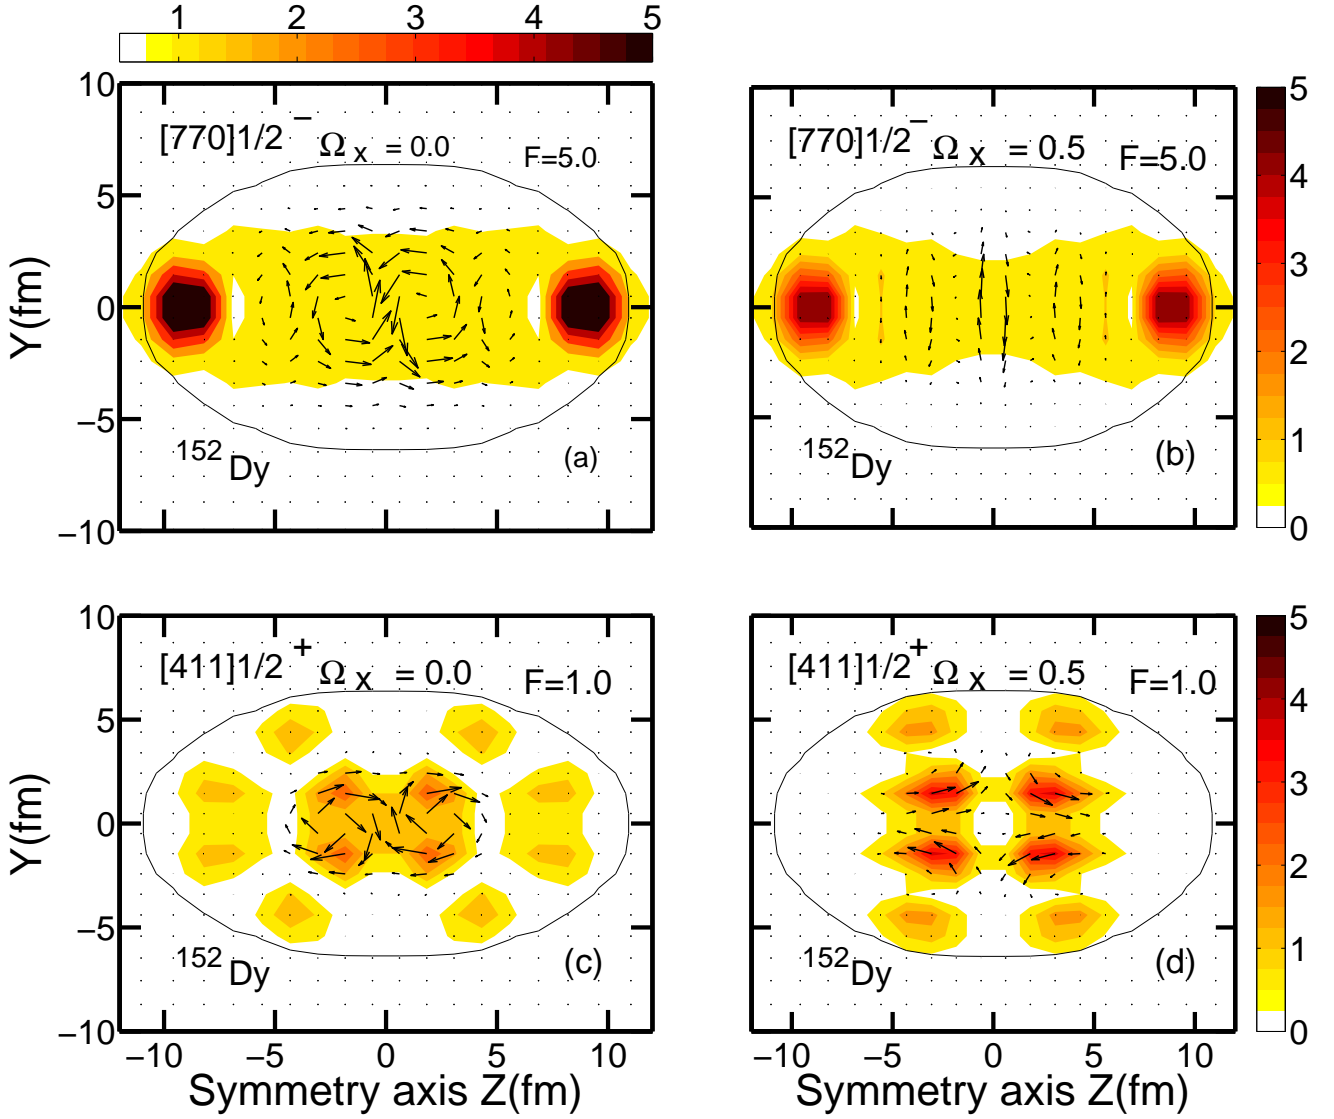 1 2 3 4 5
10
5
0
−5
−10
Y(fm)
[770]1/2− Ωx = 0.0 F=5.0
152Dy (a)
[770]1/2− Ωx = 0.5 F=5.0
152Dy (b)
5
4
3
2
1
0
10
5
0
−5
−10
Y(fm)
[411]1/2+ Ωx = 0.0 F=1.0
152Dy (c)
−10 −5 0 5 10
Symmetry axis Z(fm)
[411]1/2+ Ωx = 0.5 F=1.0
152Dy (d)
−10 −5 0 5 10
Symmetry axis Z(fm)
5
4
3
2
1
0